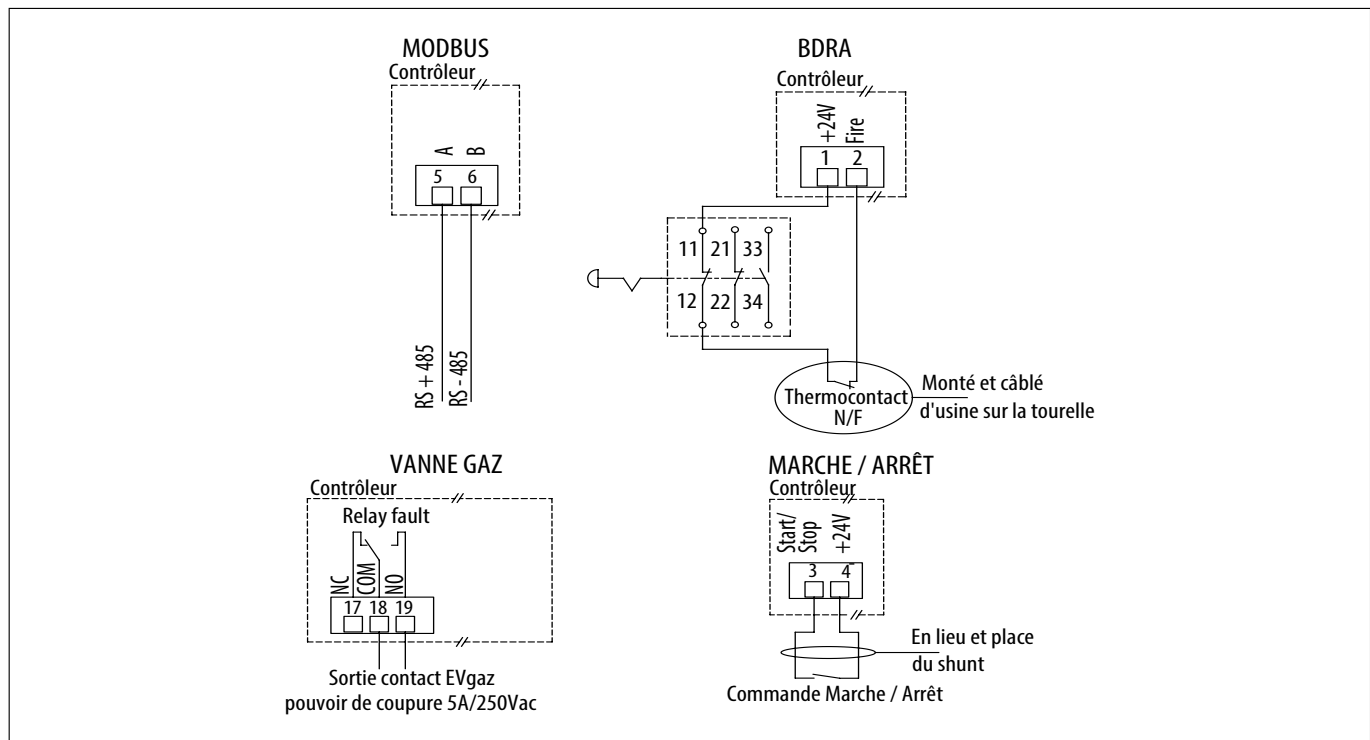 MODBUS
Contrôleur
A
B
5 6
RS + 485
RS - 485
BDRA
Contrôleur
+24V
Fire
1 2
11 21 33
12 22 34
Thermocontact
N/F
Monté et câblé
d'usine sur la tourelle
VANNE GAZ
Contrôleur
Relay fault
NC
COM
NO
17 18 19
Sortie contact EVgaz
pouvoir de coupure 5A/250Vac
MARCHE / ARRÊT
Contrôleur
Start/
Stop
+24V
3 4
En lieu et place
du shunt
Commande Marche / Arrêt